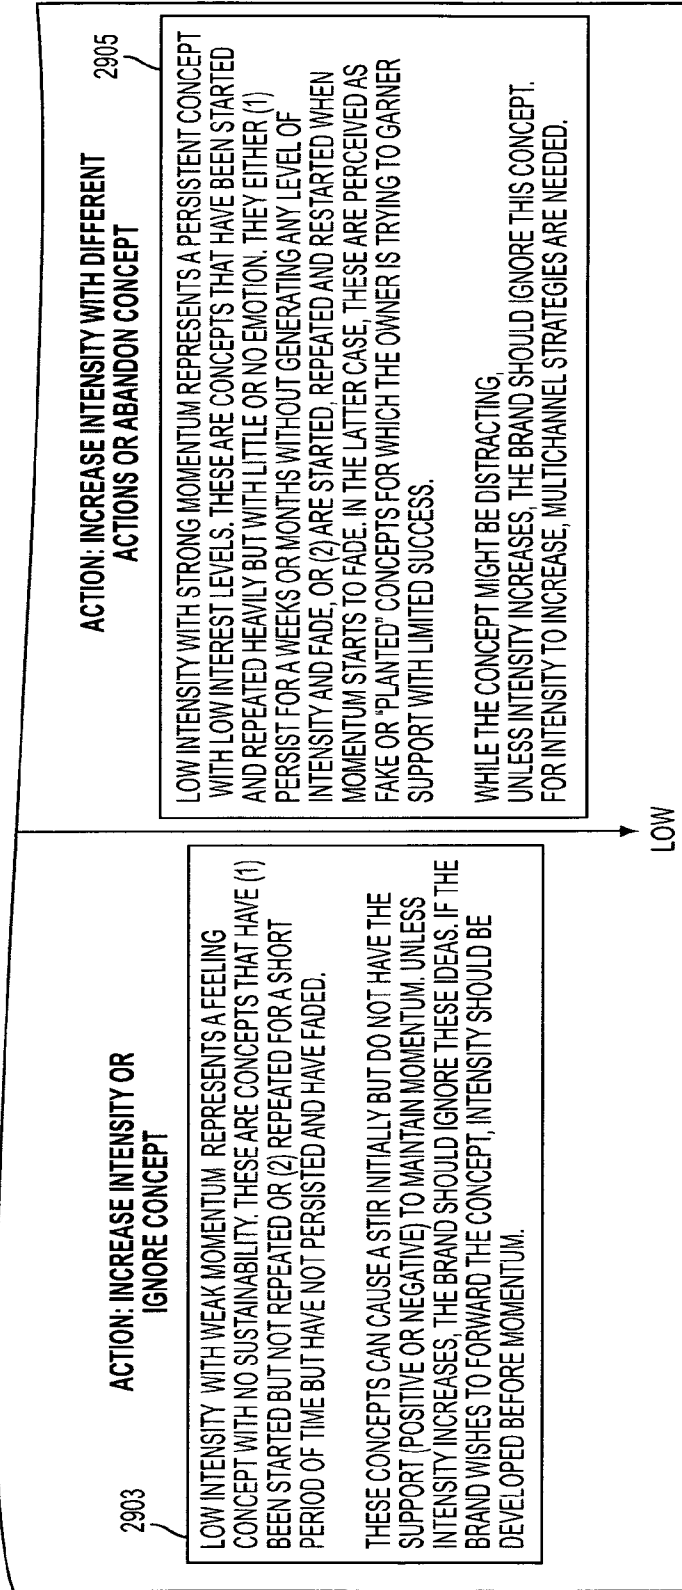 2903
ACTION: INCREASE INTENSITY OR
IGNORE CONCEPT
LOW INTENSITY WITH WEAK MOMENTUM REPRESENTS A FEELING
CONCEPT WITH NO SUSTAINABILITY. THESE ARE CONCEPTS THAT HAVE (1)
BEEN STARTED BUT NOT REPEATED OR (2) REPEATED FOR A SHORT
PERIOD OF TIME BUT HAVE NOT PERSISTED AND HAVE FADED.
THESE CONCEPTS CAN CAUSE A STIR INITIALLY BUT DO NOT HAVE THE
SUPPORT (POSITIVE OR NEGATIVE) TO MAINTAIN MOMENTUM. UNLESS
INTENSITY INCREASES, THE BRAND SHOULD IGNORE THESE IDEAS. IF THE
BRAND WISHES TO FORWARD THE CONCEPT, INTENSITY SHOULD BE
DEVELOPED BEFORE MOMENTUM.
2905
ACTION: INCREASE INTENSITY WITH DIFFERENT
ACTIONS OR ABANDON CONCEPT
LOW INTENSITY WITH STRONG MOMENTUM REPRESENTS A PERSISTENT CONCEPT
WITH LOW INTEREST LEVELS. THESE ARE CONCEPTS THAT HAVE BEEN STARTED
AND REPEATED HEAVILY BUT WITH LITTLE OR NO EMOTION. THEY EITHER (1)
PERSIST FOR A WEEKS OR MONTHS WITHOUT GENERATING ANY LEVEL OF
INTENSITY AND FADE, OR (2) ARE STARTED, REPEATED AND RESTARTED WHEN
MOMENTUM STARTS TO FADE. IN THE LATTER CASE, THESE ARE PERCEIVED AS
FAKE OR "PLANTED" CONCEPTS FOR WHICH THE OWNER IS TRYING TO GARNER
SUPPORT WITH LIMITED SUCCESS.
WHILE THE CONCEPT MIGHT BE DISTRACTING,
UNLESS INTENSITY INCREASES, THE BRAND SHOULD IGNORE THIS CONCEPT.
FOR INTENSITY TO INCREASE, MULTICHANNEL STRATEGIES ARE NEEDED.
LOW